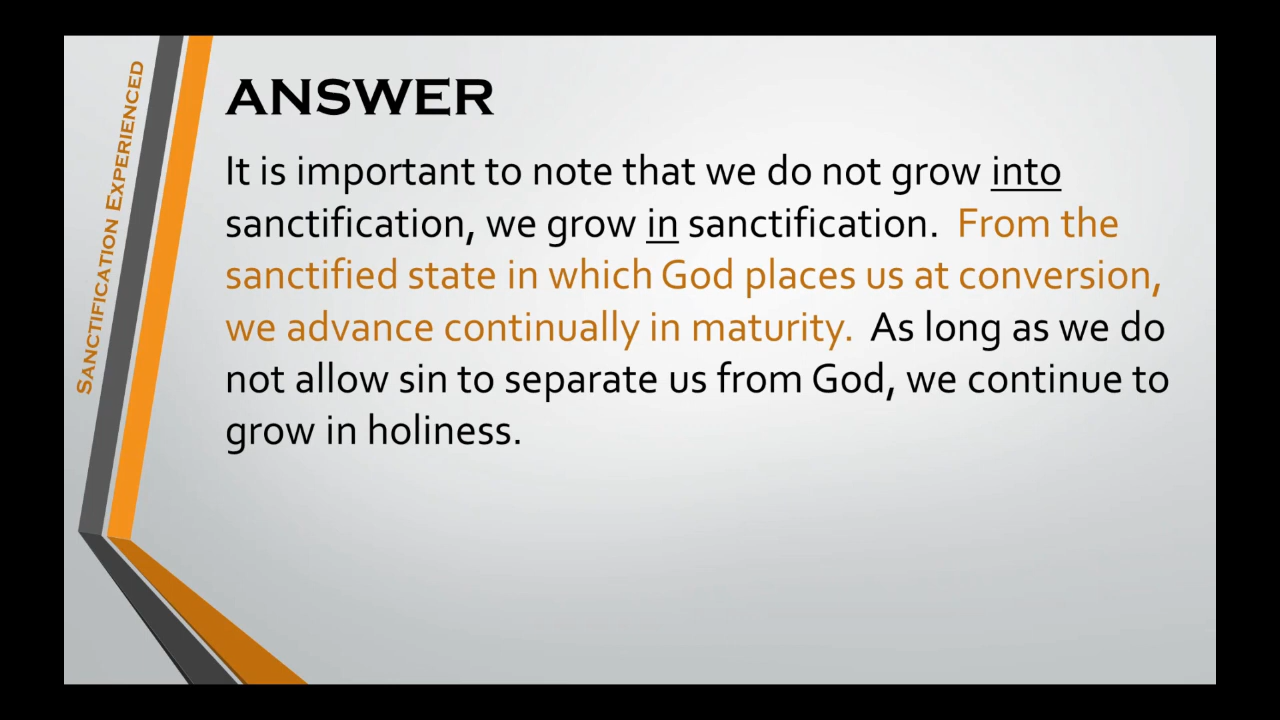 Sanctification Experienced
ANSWER
It is important to note that we do not grow into
sanctification, we grow in sanctification. From the
sanctified state in which God places us at conversion,
we advance continually in maturity. As long as we do
not allow sin to separate us from God, we continue to
grow in holiness.